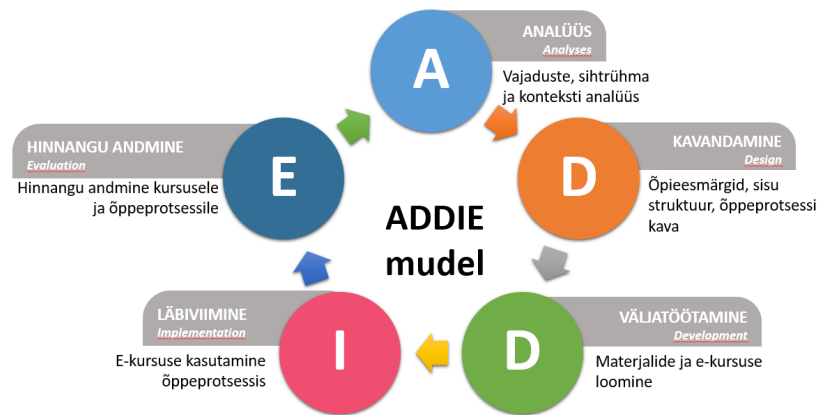 A
ANALÜÜS
Analyses
Vajaduste, sihtrühma
ja konteksti analüüs
D
KAVANDAMINE
Design
Õpieesmärgid, sisu
struktuur, õppeprotsessi
kava
D
VÄLJATÖÖTAMINE
Development
Materjalide ja e-kursuse
loomine
I
LÄBIVIIMINE
Implementation
E-kursuse kasutamine
õppeprotsessis
E
HINNANGU ANDMINE
Evaluation
Hinnangu andmine kursusele
ja õppeprotsessile
ADDIE
mudel